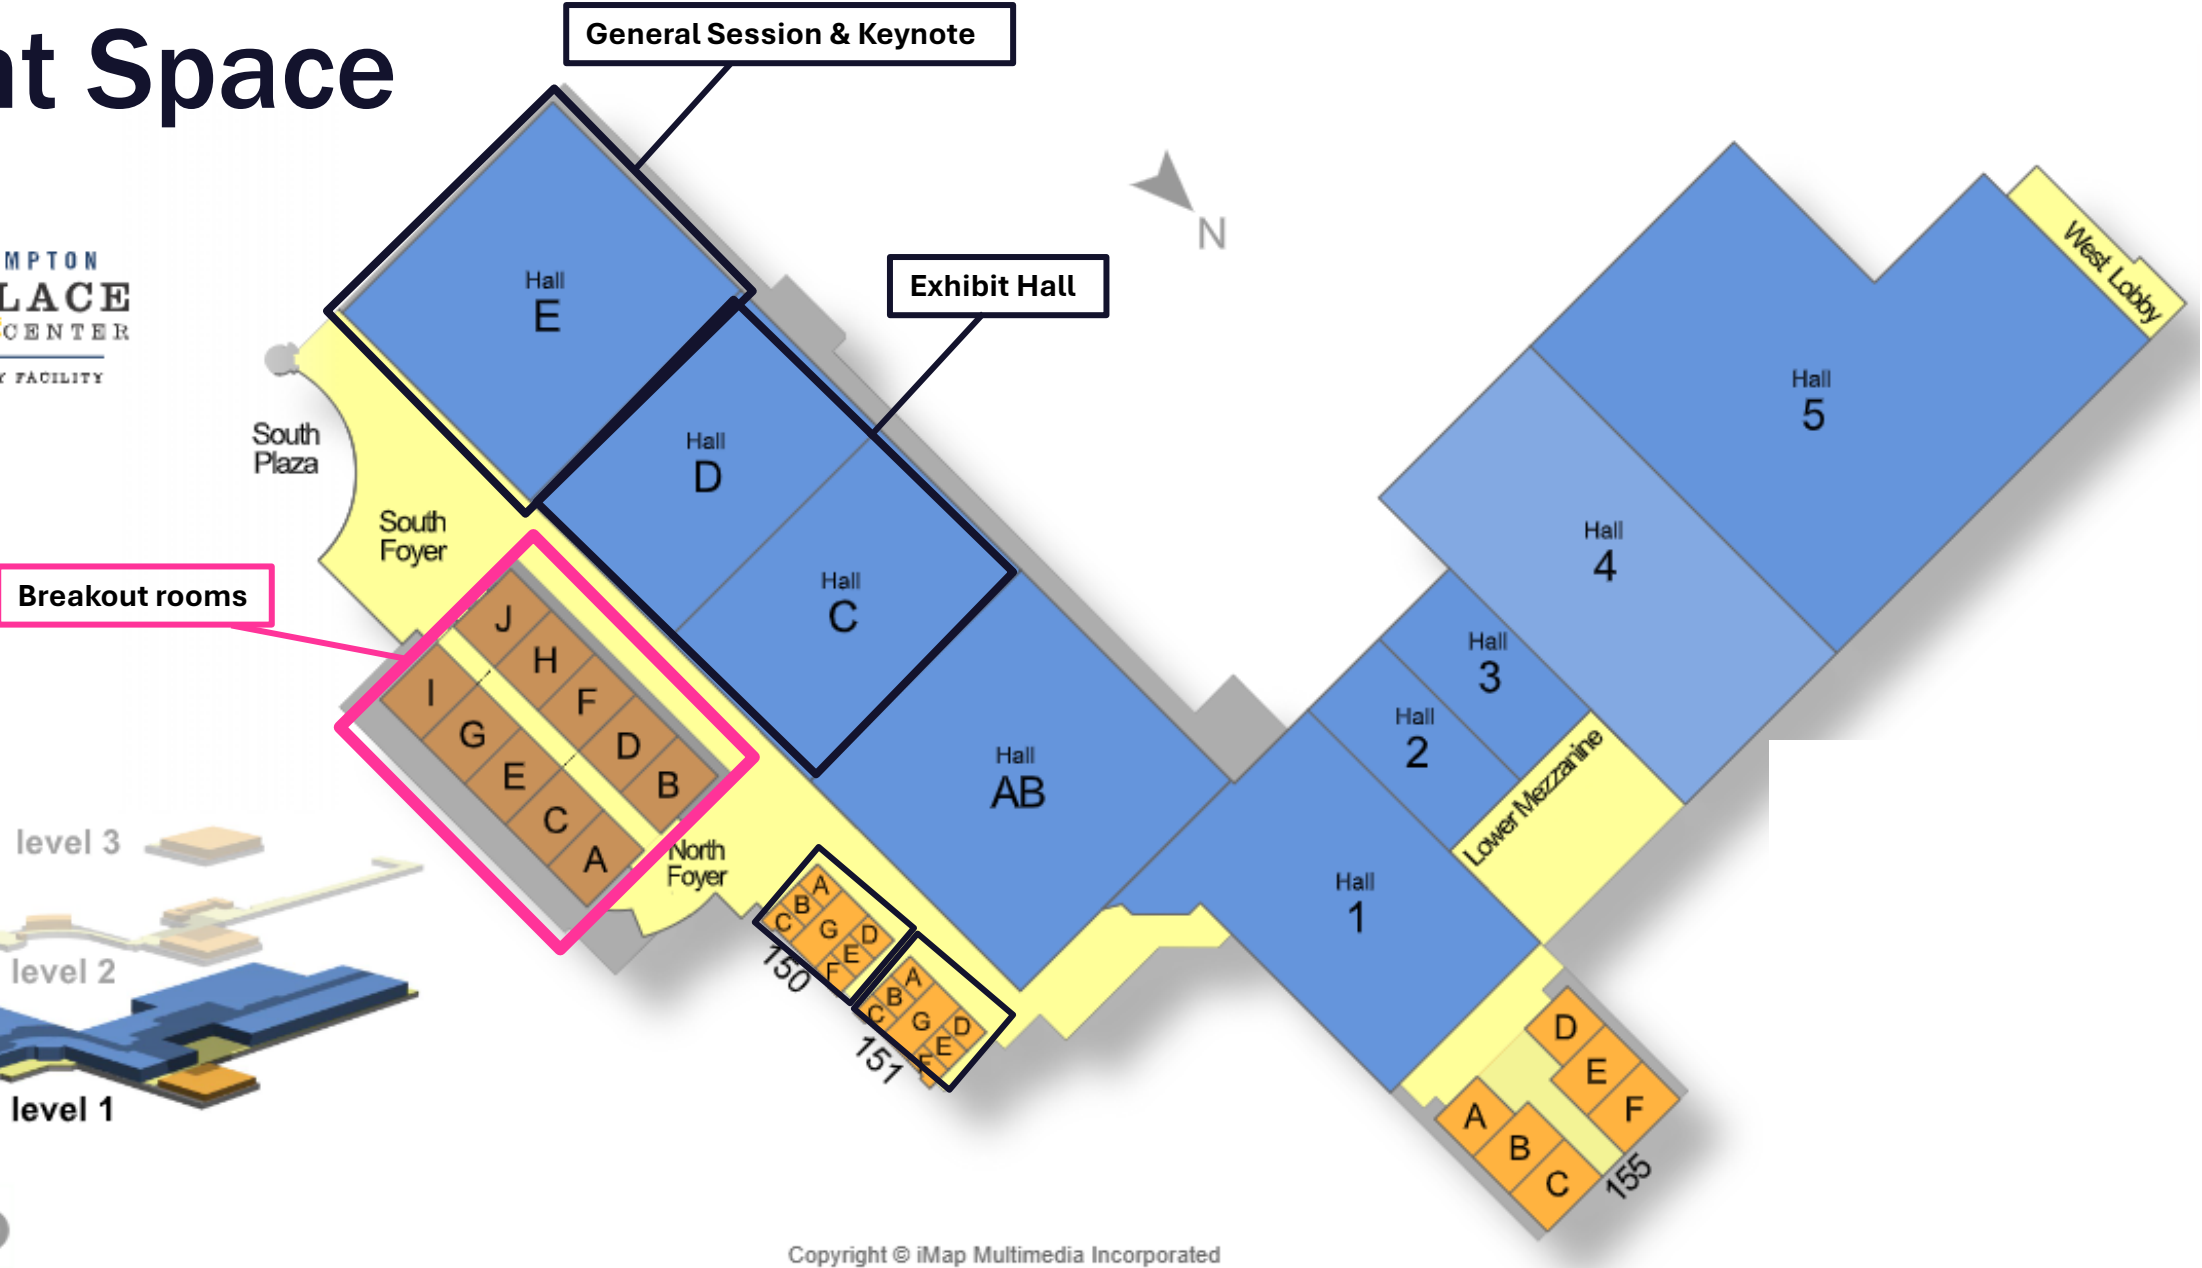 nt Space
General Session & Keynote
MPTON
LACE
CENTER
Y FACILITY
N
Exhibit Hall
West Lobby
Hall
E
Hall
5
South
Plaza
Hall
D
South
Foyer
Hall
4
Breakout rooms
Hall
C
Hall
3
J
H
F
D
B
I
G
E
C
A
Hall
2
Lower Mezzanine
Hall
AB
North
Foyer
Hall
1
A
B
C
G
D
E
F
150
A
B
C
G
D
E
F
151
D
E
F
A
B
C
155
level 3
level 2
level 1
Copyright © iMap Multimedia Incorporated